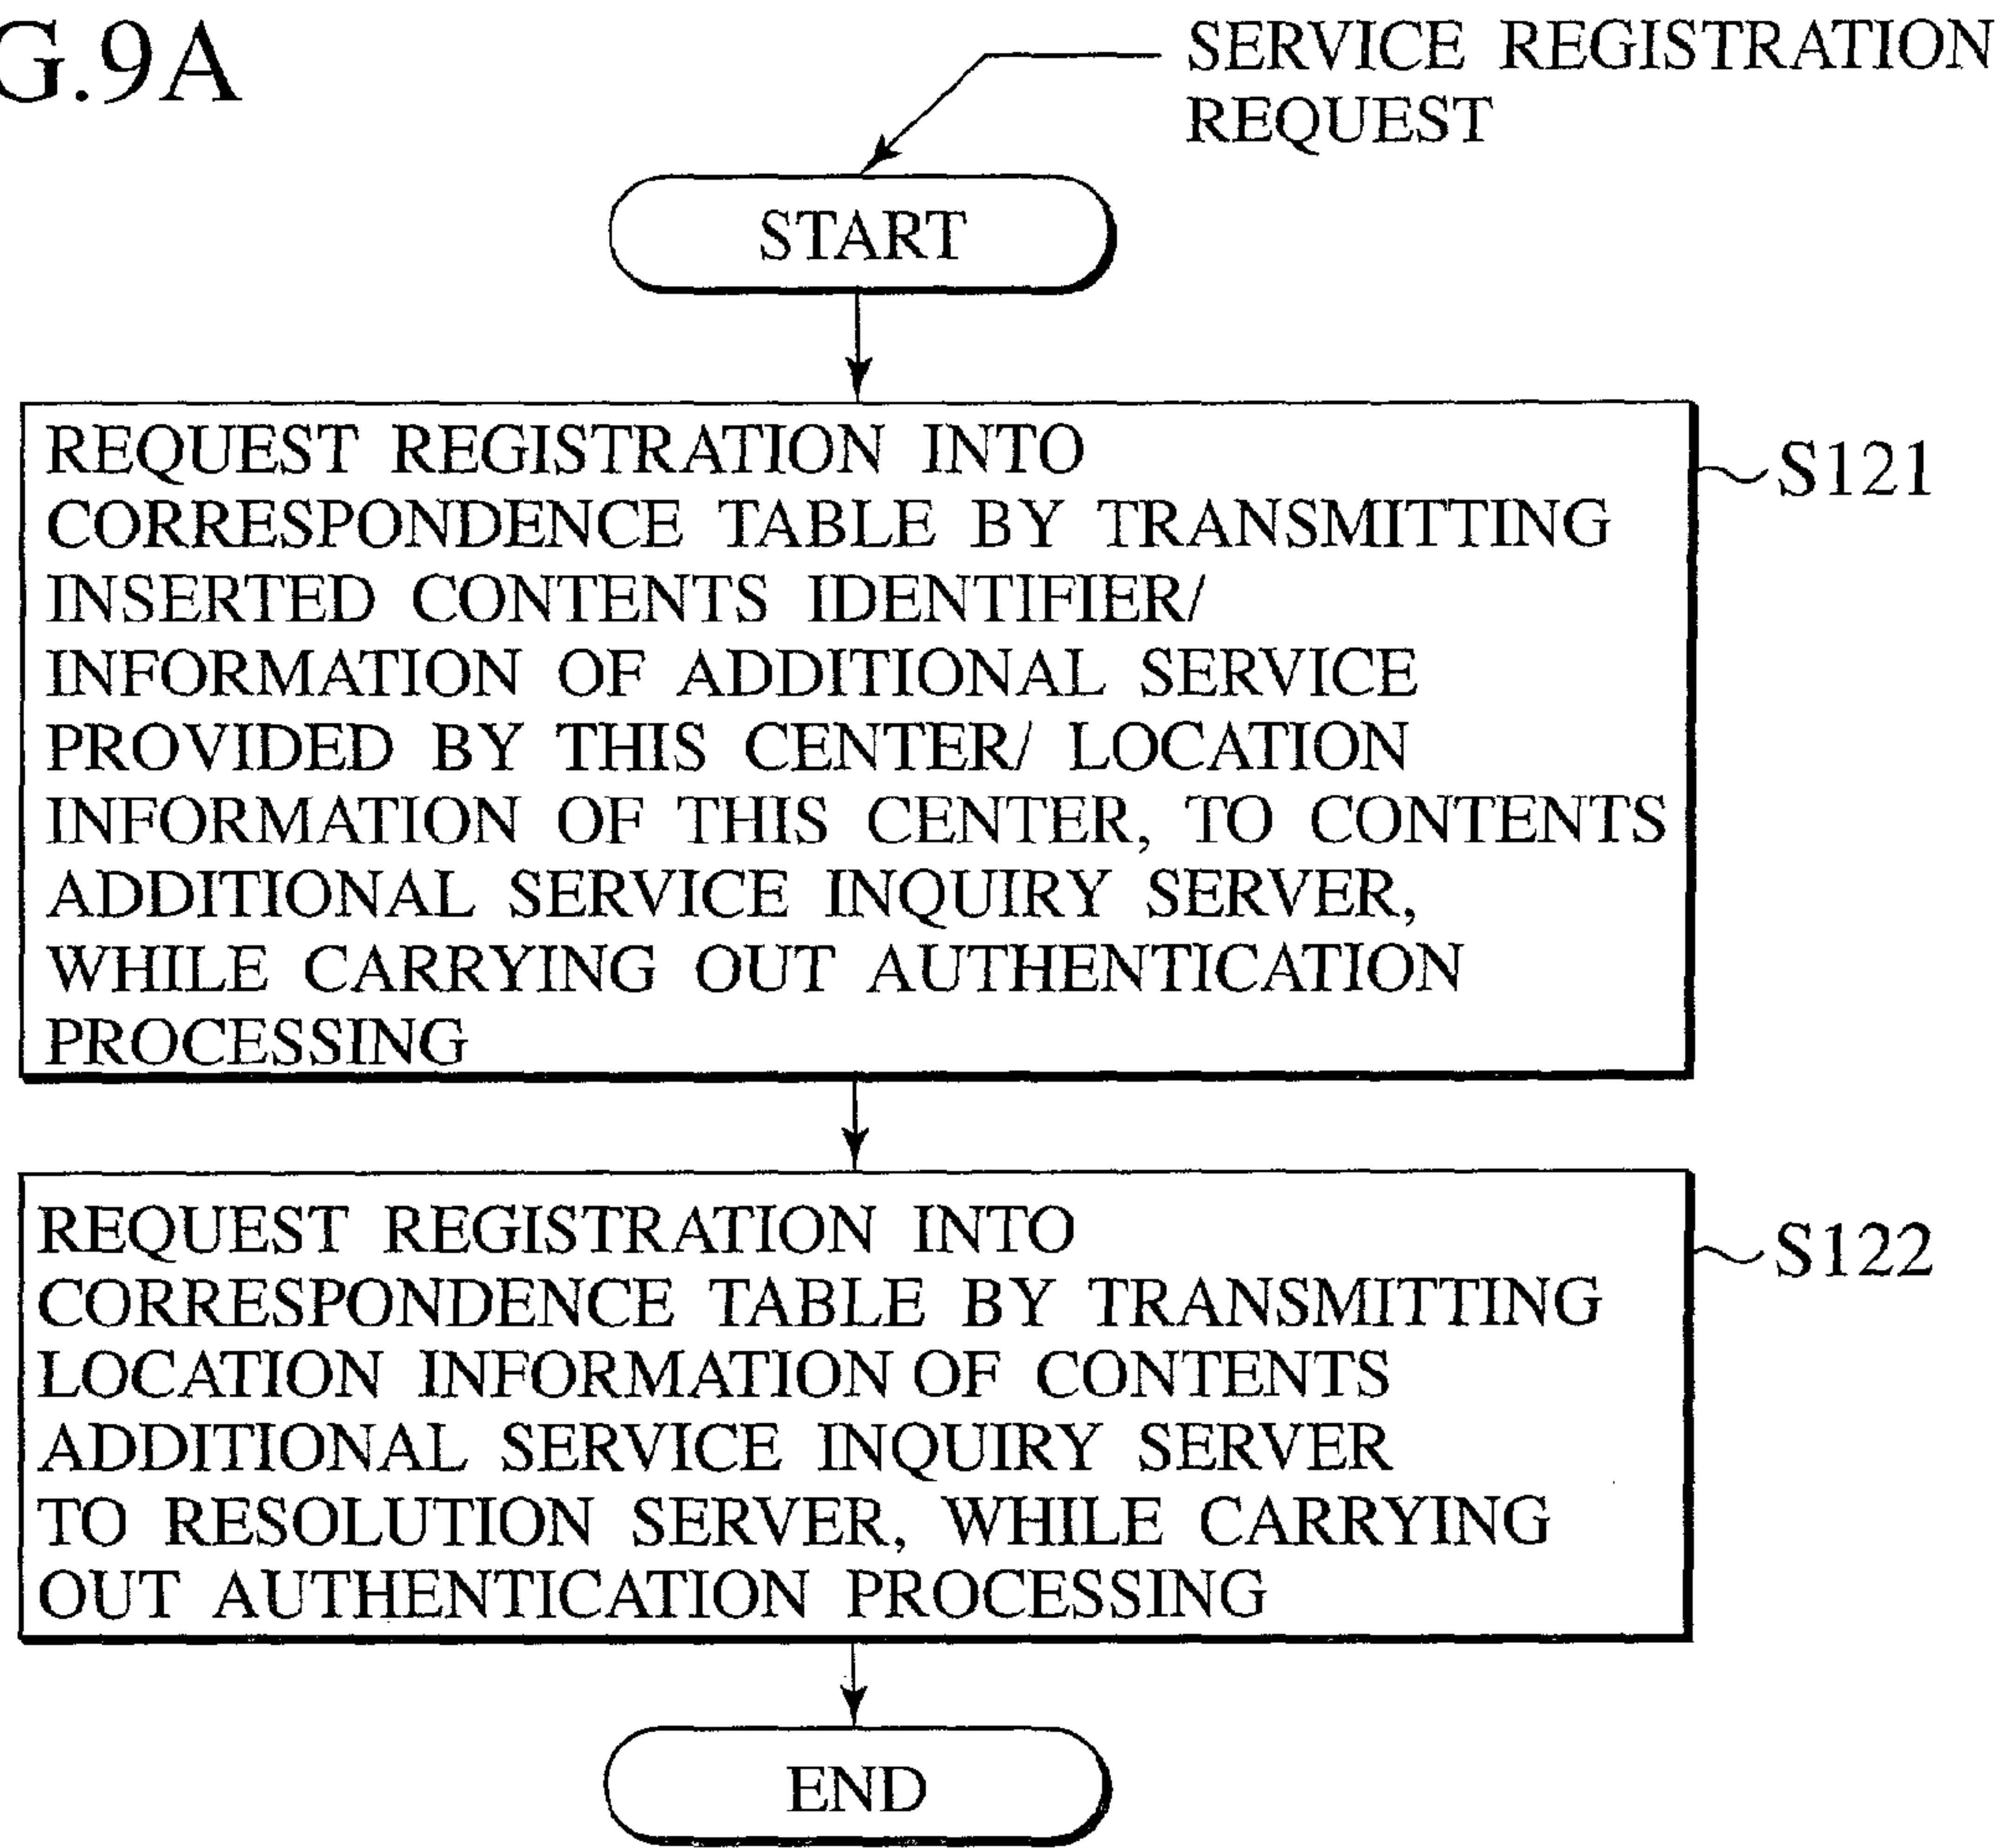 G.9A
SERVICE REGISTRATION
REQUEST
START
REQUEST REGISTRATION INTO
CORRESPONDENCE TABLE BY TRANSMITTING
INSERTED CONTENTS IDENTIFIER/
INFORMATION OF ADDITIONAL SERVICE
PROVIDED BY THIS CENTER/ LOCATION
INFORMATION OF THIS CENTER, TO CONTENTS
ADDITIONAL SERVICE INQUIRY SERVER,
WHILE CARRYING OUT AUTHENTICATION
PROCESSING
S121
REQUEST REGISTRATION INTO
CORRESPONDENCE TABLE BY TRANSMITTING
LOCATION INFORMATION OF CONTENTS
ADDITIONAL SERVICE INQUIRY SERVER
TO RESOLUTION SERVER, WHILE CARRYING
OUT AUTHENTICATION PROCESSING
S122
END